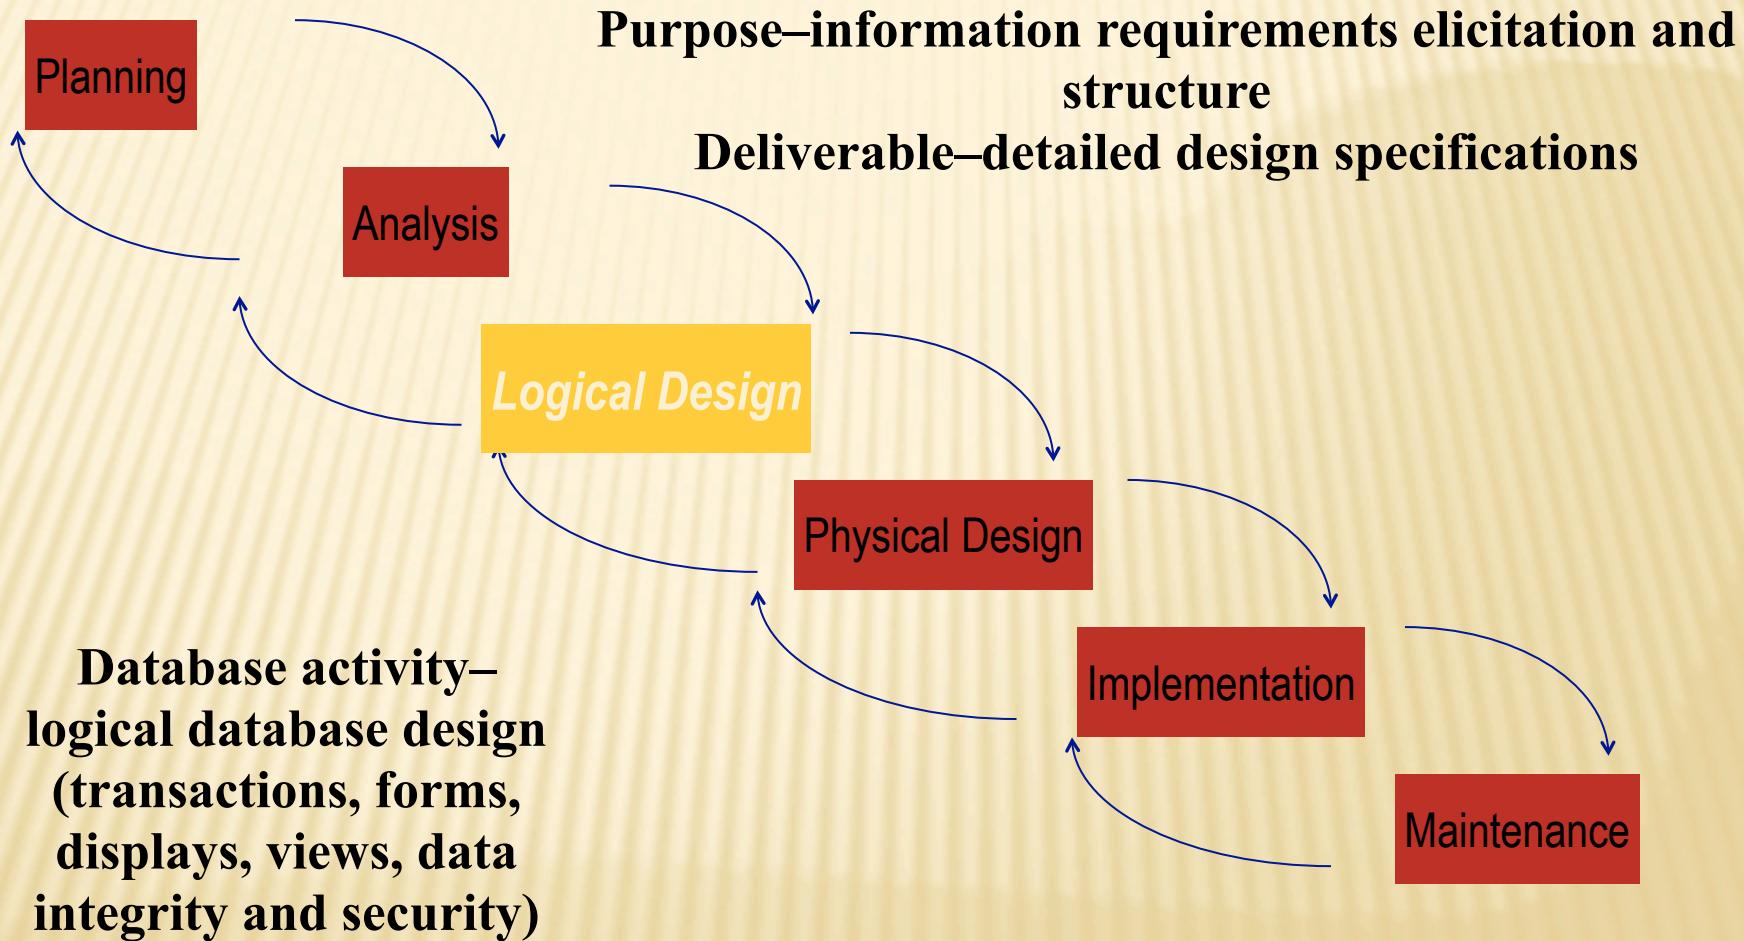 Purpose–information requirements elicitation and
structure
Deliverable–detailed design specifications
Planning
Analysis
Logical Design
Physical Design
Implementation
Maintenance
Database activity–
logical database design
(transactions, forms,
displays, views, data
integrity and security)